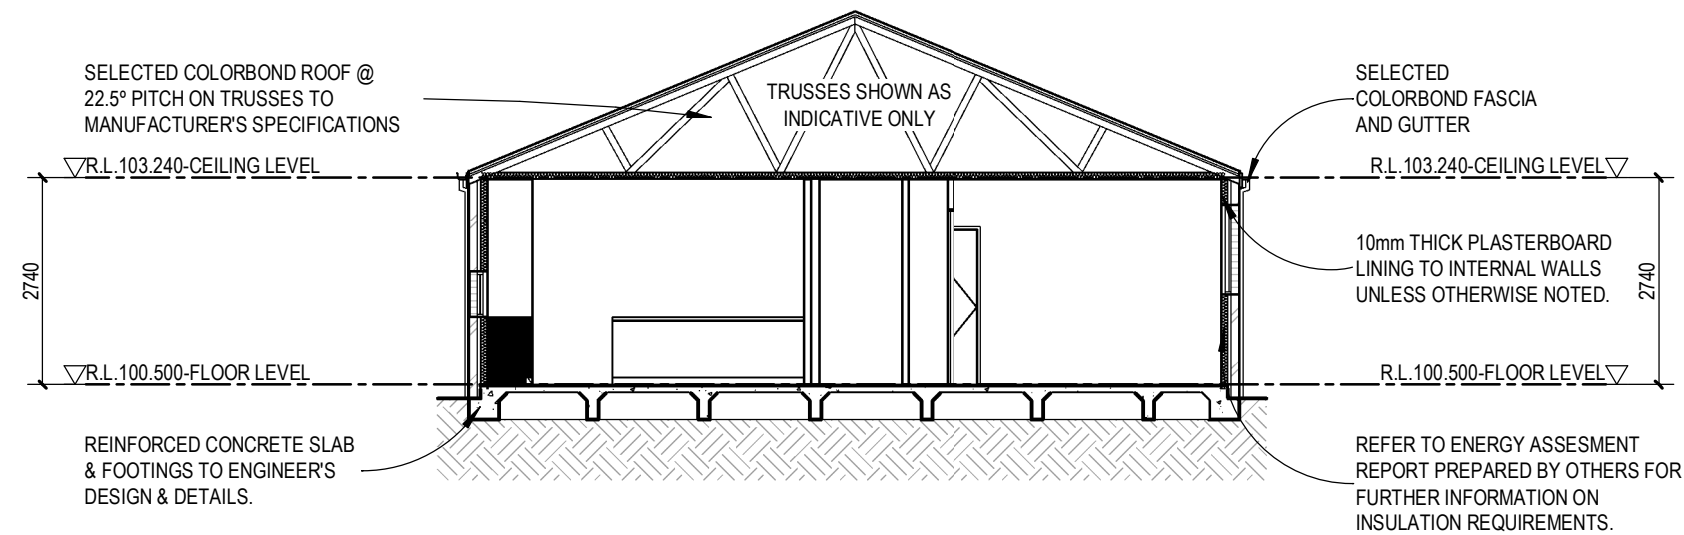 SELECTED COLORBOND ROOF @
22.5º PITCH ON TRUSSES TO
MANUFACTURER'S SPECIFICATIONS
TRUSSES SHOWN AS
INDICATIVE ONLY
SELECTED
COLORBOND FASCIA
AND GUTTER
R.L.103.240-CEILING LEVEL
R.L.103.240-CEILING LEVEL
2740
10mm THICK PLASTERBOARD
LINING TO INTERNAL WALLS
UNLESS OTHERWISE NOTED.
2740
R.L.100.500-FLOOR LEVEL
R.L.100.500-FLOOR LEVEL
REINFORCED CONCRETE SLAB
& FOOTINGS TO ENGINEER'S
DESIGN & DETAILS.
REFER TO ENERGY ASSESMENT
REPORT PREPARED BY OTHERS FOR
FURTHER INFORMATION ON
INSULATION REQUIREMENTS.